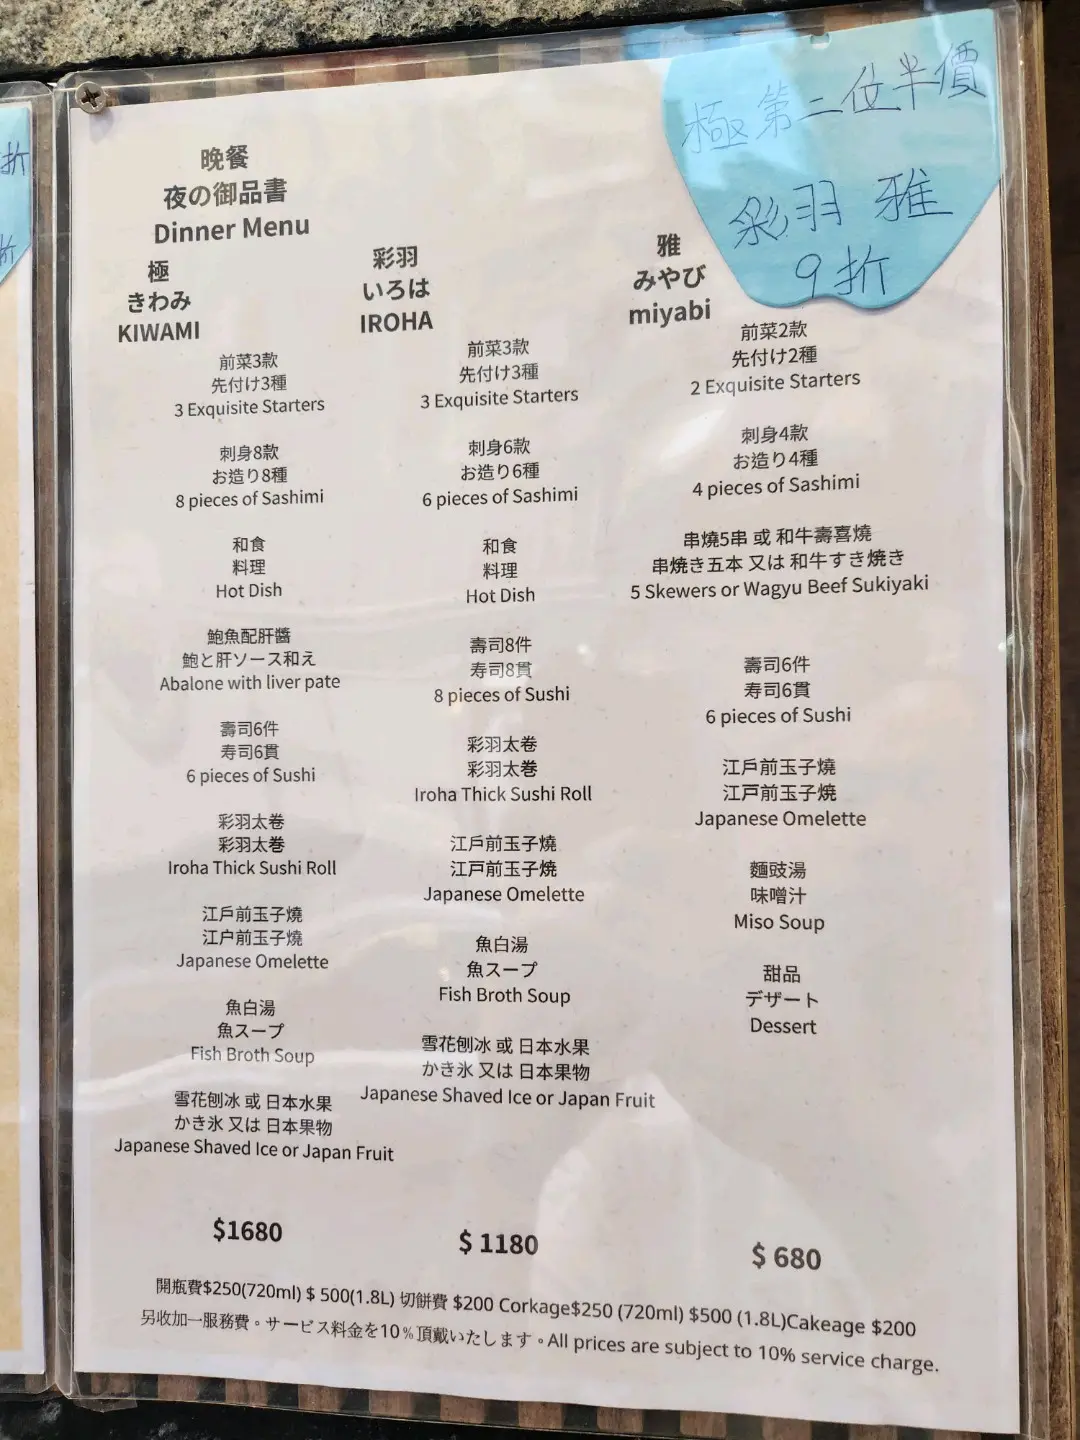 折
折
極 第二位半價
彩羽 雅
9折
晚餐
夜の御品書
Dinner Menu
極
きわみ
KIWAMI
前菜3款
先付け3種
3 Exquisite Starters
刺身8款
お造り8種
8 pieces of Sashimi
和食
料理
Hot Dish
鮑魚配肝醬
鮑と肝ソース和え
Abalone with liver pate
壽司6件
寿司6貫
6 pieces of Sushi
彩羽太卷
彩羽太巻
Iroha Thick Sushi Roll
江戶前玉子燒
江户前玉子燒
Japanese Omelette
魚白湯
魚スープ
Fish Broth Soup
雪花刨冰 或 日本水果
かき氷 又は 日本果物
Japanese Shaved Ice or Japan Fruit
$1680
彩羽
いろは
IROHA
前菜3款
先付け3種
3 Exquisite Starters
刺身6款
お造り6種
6 pieces of Sashimi
和食
料理
Hot Dish
壽司8件
寿司8貫
8 pieces of Sushi
彩羽太卷
彩羽太巻
Iroha Thick Sushi Roll
江戶前玉子燒
江戸前玉子焼
Japanese Omelette
魚白湯
魚スープ
Fish Broth Soup
雪花刨冰 或 日本水果
かき氷 又は 日本果物
Japanese Shaved Ice or Japan Fruit
$ 1180
雅
みやび
miyabi
前菜2款
先付け2種
2 Exquisite Starters
刺身4款
お造り4種
4 pieces of Sashimi
串燒5串 或 和牛壽喜燒
串焼き五本 又は 和牛すき焼き
5 Skewers or Wagyu Beef Sukiyaki
壽司6件
寿司6貫
6 pieces of Sushi
江戶前玉子燒
江戸前玉子焼
Japanese Omelette
麵豉湯
味噌汁
Miso Soup
甜品
デザート
Dessert
$ 680
開瓶費$250(720ml) $ 500(1.8L) 切餅費 $200 Corkage$250 (720ml) $500 (1.8L)Cakeage $200
另收加一服務費。サービス料金を10%頂戴いたします。All prices are subject to 10% service charge.